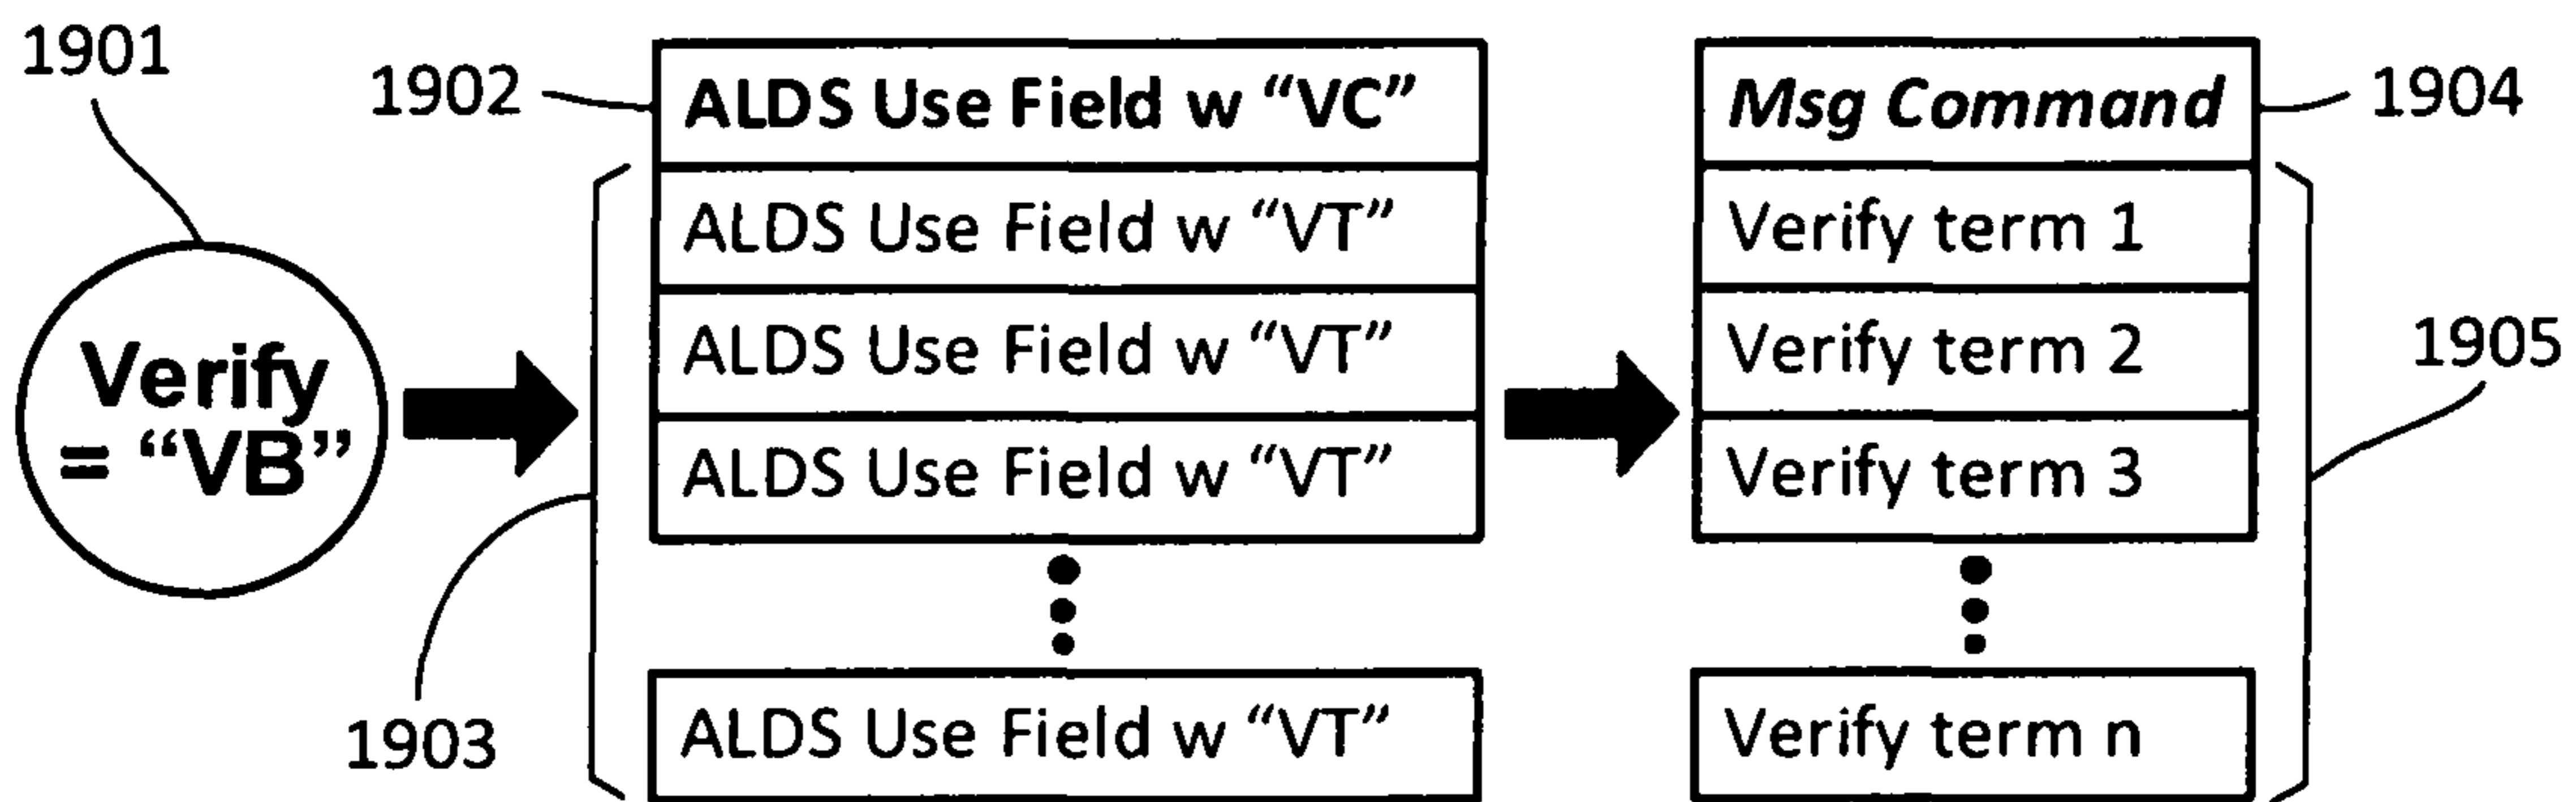 1901
1902
ALDS Use Field w “VC”
Msg Command
1904
ALDS Use Field w “VT”
Verify term 1
Verify
= “VB”
ALDS Use Field w “VT”
Verify term 2
1905
ALDS Use Field w “VT”
Verify term 3
1903
ALDS Use Field w “VT”
Verify term n